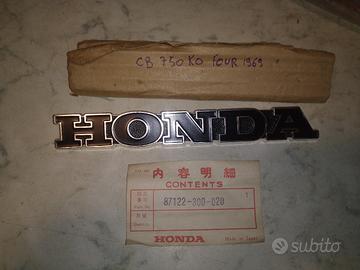 CB 750 K0 FOUR 1969
HONDA
内容明細
CONTENTS
87122-300-020
1
HONDA
Made in Japan
subito